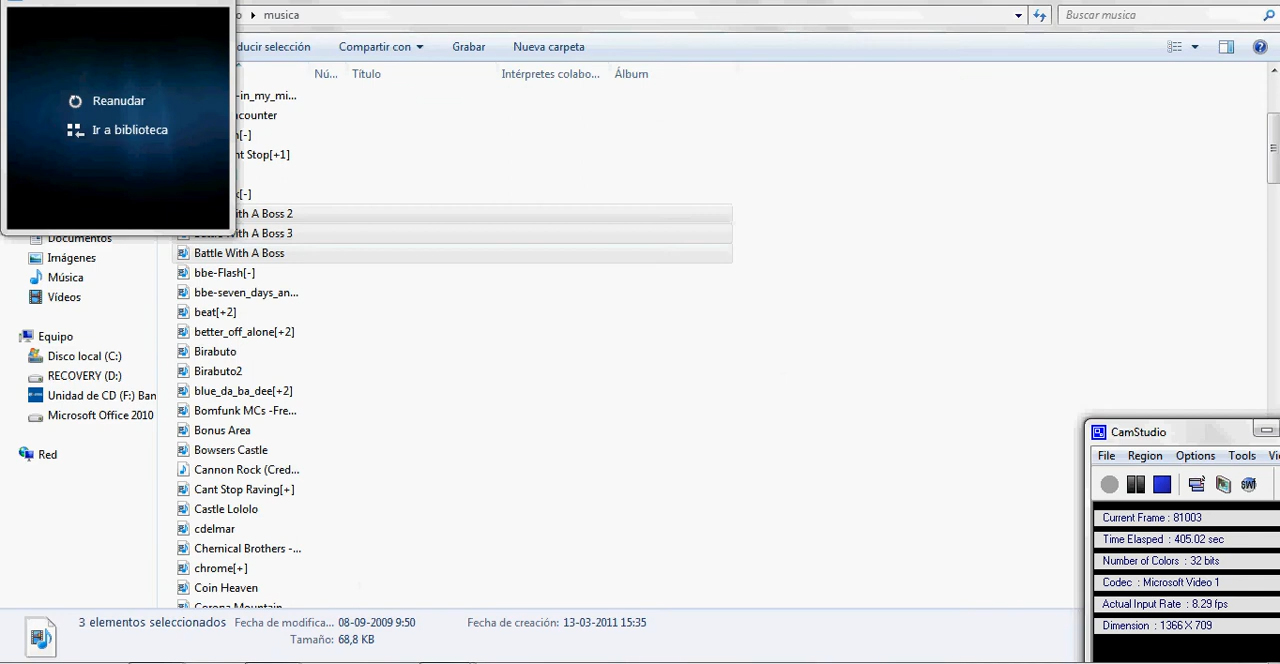 o ▸ musica
Buscar musica
ducir selección
Compartir con
Grabar
Nueva carpeta
Nú...
Título
Intérpretes colabo...
Álbum
Reanudar
Ir a biblioteca
-in_my_mi...
counter
[-]
nt Stop[+1]
[-]
ith A Boss 2
With A Boss 3
Battle With A Boss
bbe-Flash[-]
bbe-seven_days_an...
beat[+2]
better_off_alone[+2]
Birabuto
Birabuto2
blue_da_ba_dee[+2]
Bomfunk MCs -Fre...
Bonus Area
Bowsers Castle
Cannon Rock (Cred...
Cant Stop Raving[+]
Castle Lololo
cdelmar
Chemical Brothers -...
chrome[+]
Coin Heaven
Corona Mountain
Documentos
Imágenes
Música
Vídeos
Equipo
Disco local (C:)
RECOVERY (D:)
Unidad de CD (F:) Ban
Microsoft Office 2010
Red
CamStudio
File Region Options Tools Vi
Current Frame : 81003
Time Elasped : 405.02 sec
Number of Colors : 32 bits
Codec : Microsoft Video 1
Actual Input Rate : 8.29 fps
Dimension : 1366 X 709
3 elementos seleccionados
Fecha de modifica... 08-09-2009 9:50
Fecha de creación: 13-03-2011 15:35
Tamaño: 68,8 KB